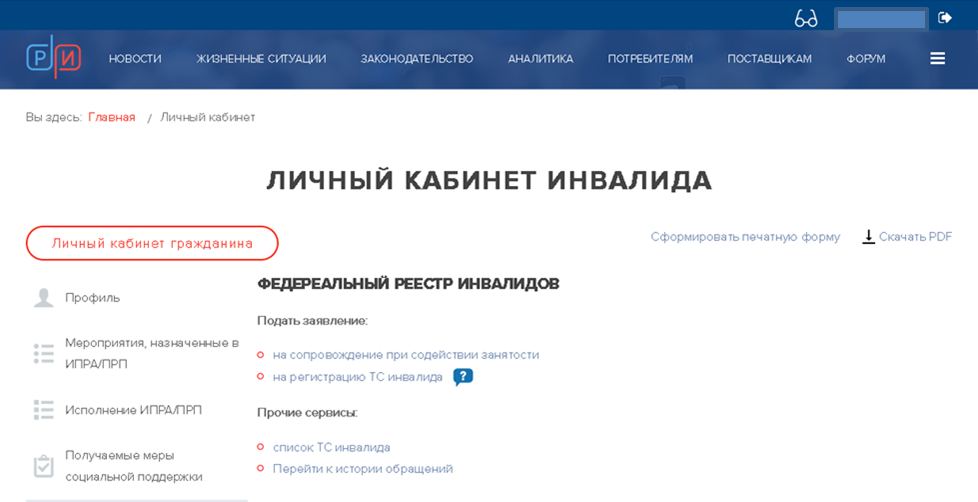 РИ
НОВОСТИ ЖИЗНЕННЫЕ СИТУАЦИИ ЗАКОНОДАТЕЛЬСТВО АНАЛИТИКА ПОТРЕБИТЕЛЯМ ПОСТАВЩИКАМ ФОРУМ
Вы здесь: Главная / Личный кабинет
ЛИЧНЫЙ КАБИНЕТ ИНВАЛИДА
Личный кабинет гражданина
Сформировать печатную форму Скачать PDF
Профиль
Мероприятия, назначенные в
ИПРА/ПРП
Исполнение ИПРА/ПРП
Получаемые меры
социальной поддержки
ФЕДЕРЕАЛЬНЫЙ РЕЕСТР ИНВАЛИДОВ
Подать заявление:
на сопровождение при содействии занятости
на регистрацию ТС инвалида ?
Прочие сервисы:
список ТС инвалида
Перейти к истории обращений